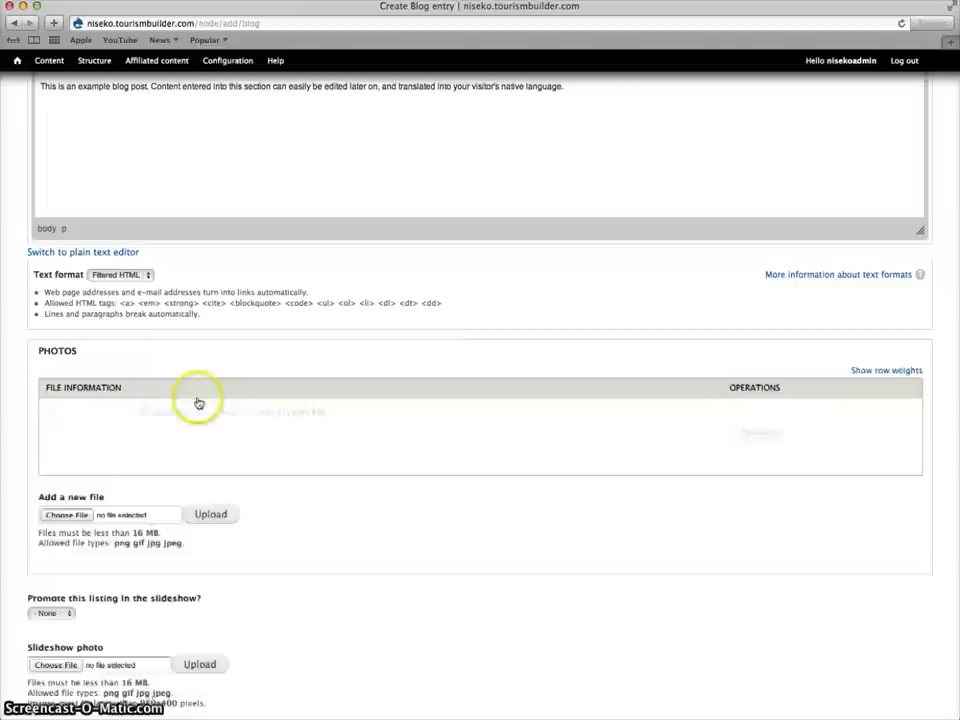 Create Blog entry | niseko.tourismbuilder.com
niseko.tourismbuilder.com/node/add/blog
Apple YouTube News Popular
Content Structure Affiliated content Configuration Help Hello nisekoadmin Log out
This is an example blog post. Content entered into this section can easily be edited later on, and translated into your visitor's native language.
body p
Switch to plain text editor
Text format Filtered HTML More information about text formats ?
Web page addresses and e-mail addresses turn into links automatically.
Allowed HTML tags: <a> <em> <strong> <cite> <blockquote> <code> <ul> <ol> <li> <dl> <dt> <dd>
Lines and paragraphs break automatically.
PHOTOS
Show row weights
FILE INFORMATION OPERATIONS
Add a new file
Choose File no file selected Upload
Files must be less than 16 MB.
Allowed file types: png gif jpg jpeg.
Promote this listing in the slideshow?
- None
Slideshow photo
Choose File no file selected Upload
Files must be less than 16 MB.
Allowed file types: png gif jpg jpeg.
pixels.
Screencast-O-Matic.com